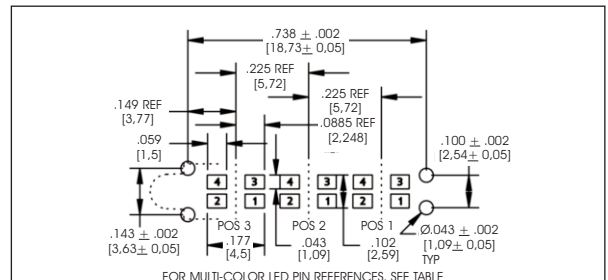 .738 ± .002
[18,73± 0,05]
.225 REF
[5,72]
.225 REF
[5,72]
.149 REF
[3,77]
.0885 REF
[2,248]
.059
[1,5]
.100 ± .002
[2,54± 0,05]
4 3 4 3 4 3
2 1 2 1 2 1
POS 3 POS 2 POS 1
.143 ± .002
[3,63± 0,05]
.177
[4,5]
.043
[1,09]
.102
[2,59]
Ø.043 ± .002
[1,09± 0,05]
TYP
FOR MULTI-COLOR LED PIN REFERENCES, SEE TABLE